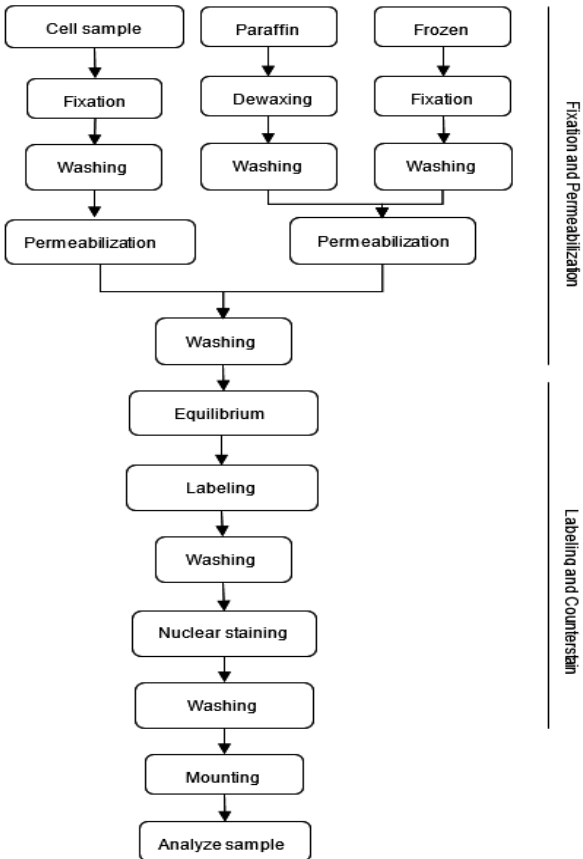 Cell sample
Paraffin
Frozen
Fixation
Dewaxing
Fixation
Washing
Washing
Washing
Permeabilization
Permeabilization
Washing
Equilibrium
Labeling
Washing
Nuclear staining
Washing
Mounting
Analyze sample
Fixation and Permeabilization
Labeling and Counterstain